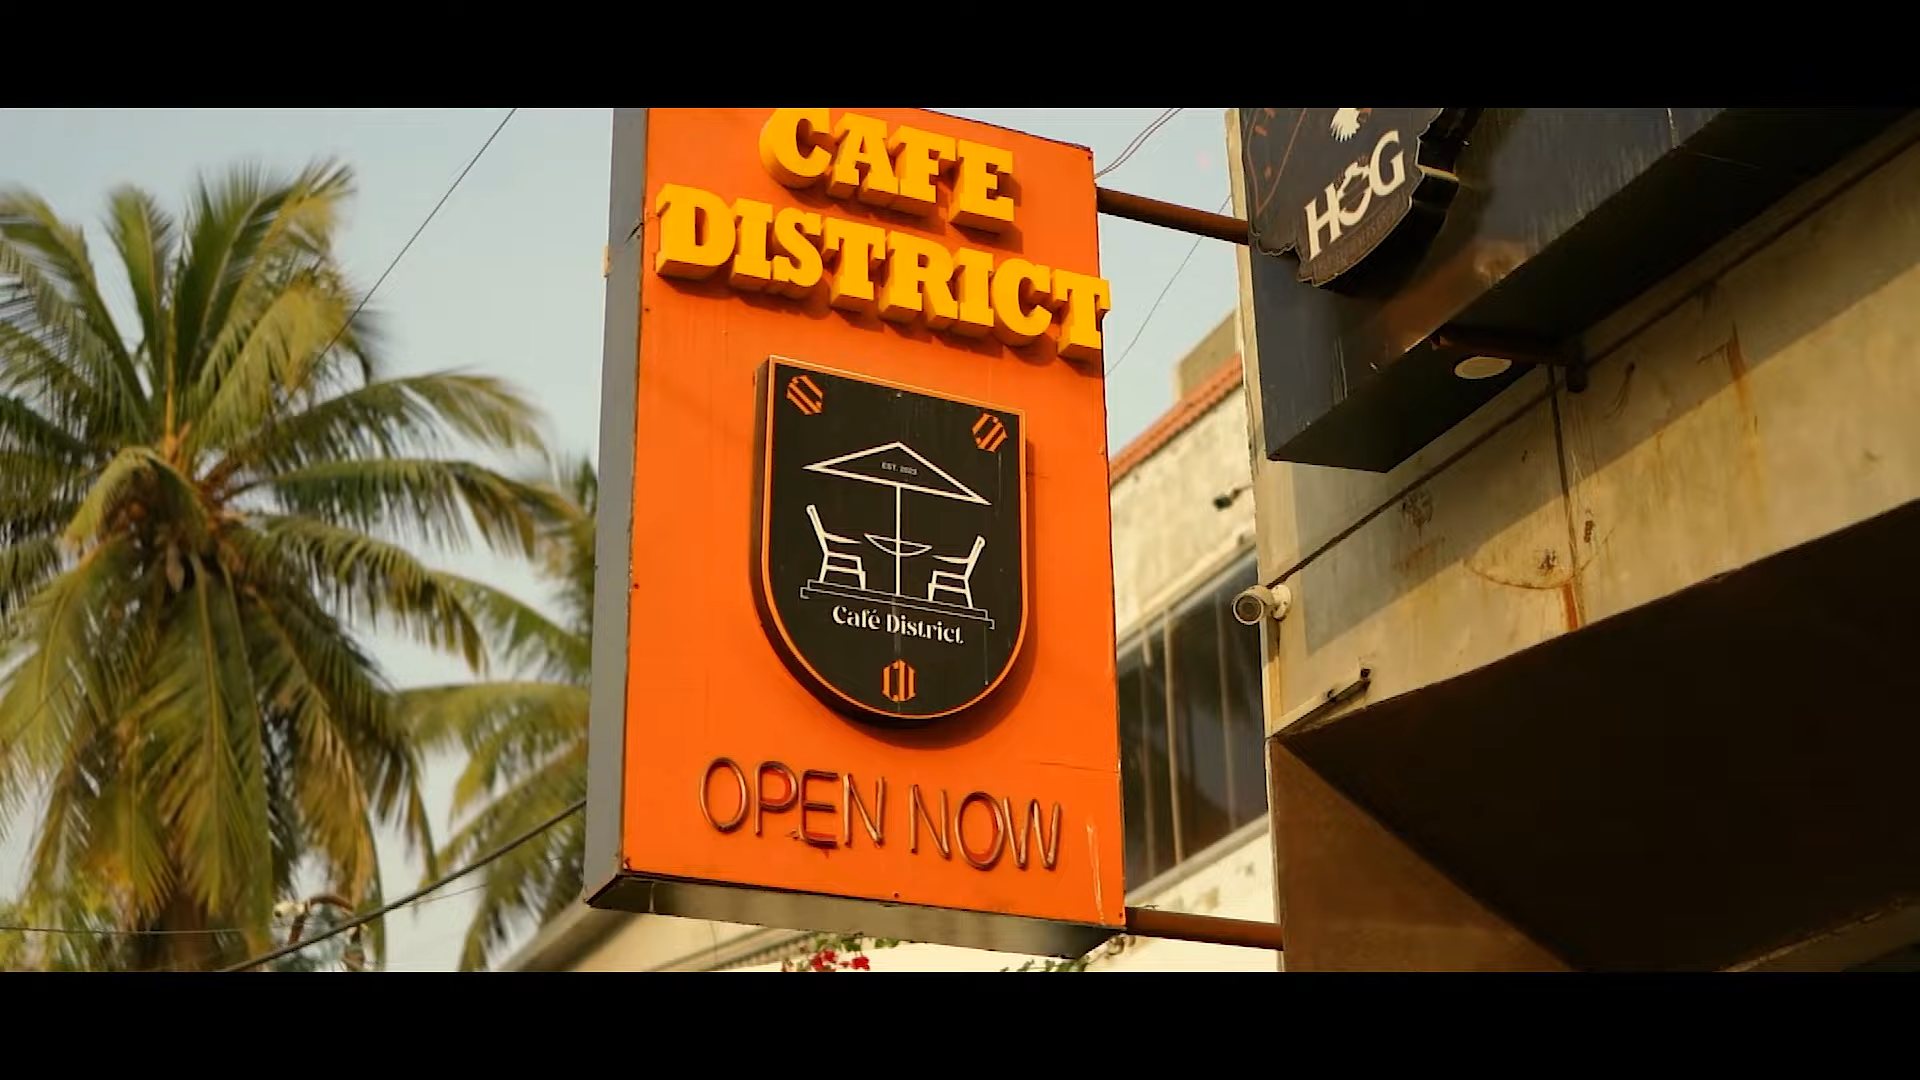 CAFE
DISTRICT
HOG
EST. 2023
Café District
OPEN NOW